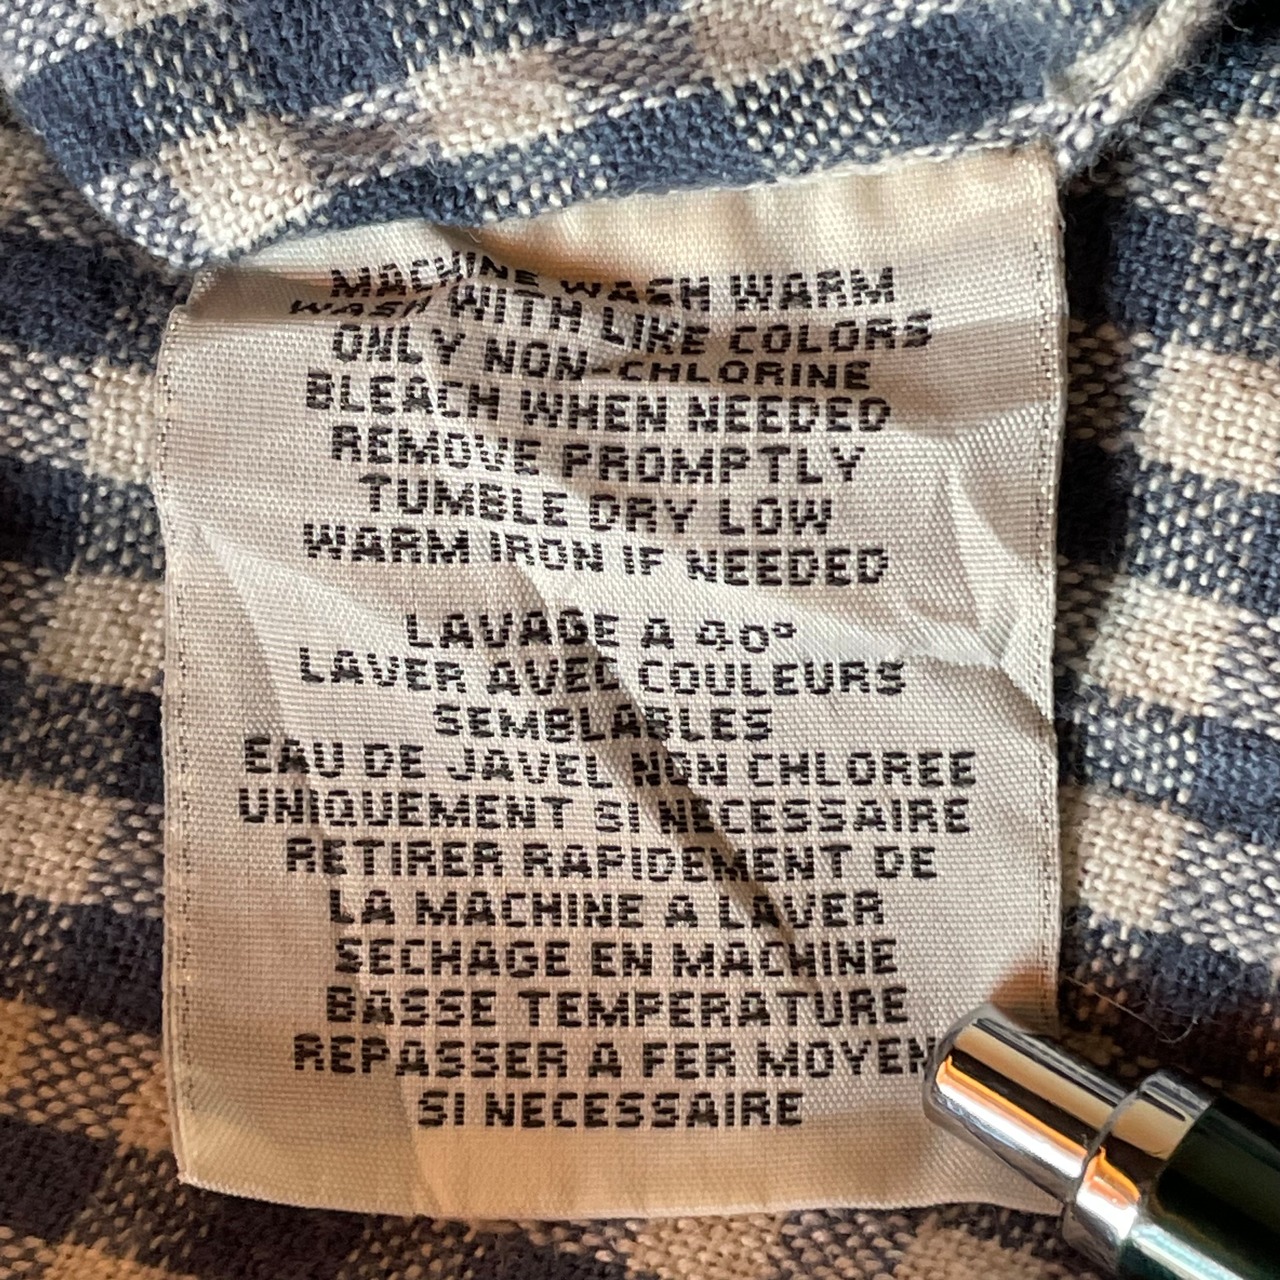 MACHINE WASH WARM
WASH WITH LIKE COLORS
ONLY NON-CHLORINE
BLEACH WHEN NEEDED
REMOVE PROMPTLY
TUMBLE DRY LOW
WARM IRON IF NEEDED
LAVAGE A 40°
LAVER AVEC COULEURS
SEMBLABLES
EAU DE JAVEL NON CHLOREE
UNIQUEMENT SI NECESSAIRE
RETIRER RAPIDEMENT DE
LA MACHINE A LAVER
SECHAGE EN MACHINE
BASSE TEMPERATURE
REPASSER A FER MOYEN
SI NECESSAIRE